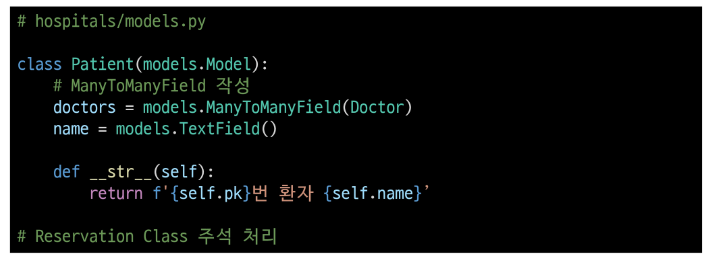 # hospitals/models.py
class Patient(models.Model):
    # ManyToManyField 작성
    doctors = models.ManyToManyField(Doctor)
    name = models.TextField()
    def __str__(self):
        return f'{self.pk}번 환자 {self.name}’
# Reservation Class 주석 처리